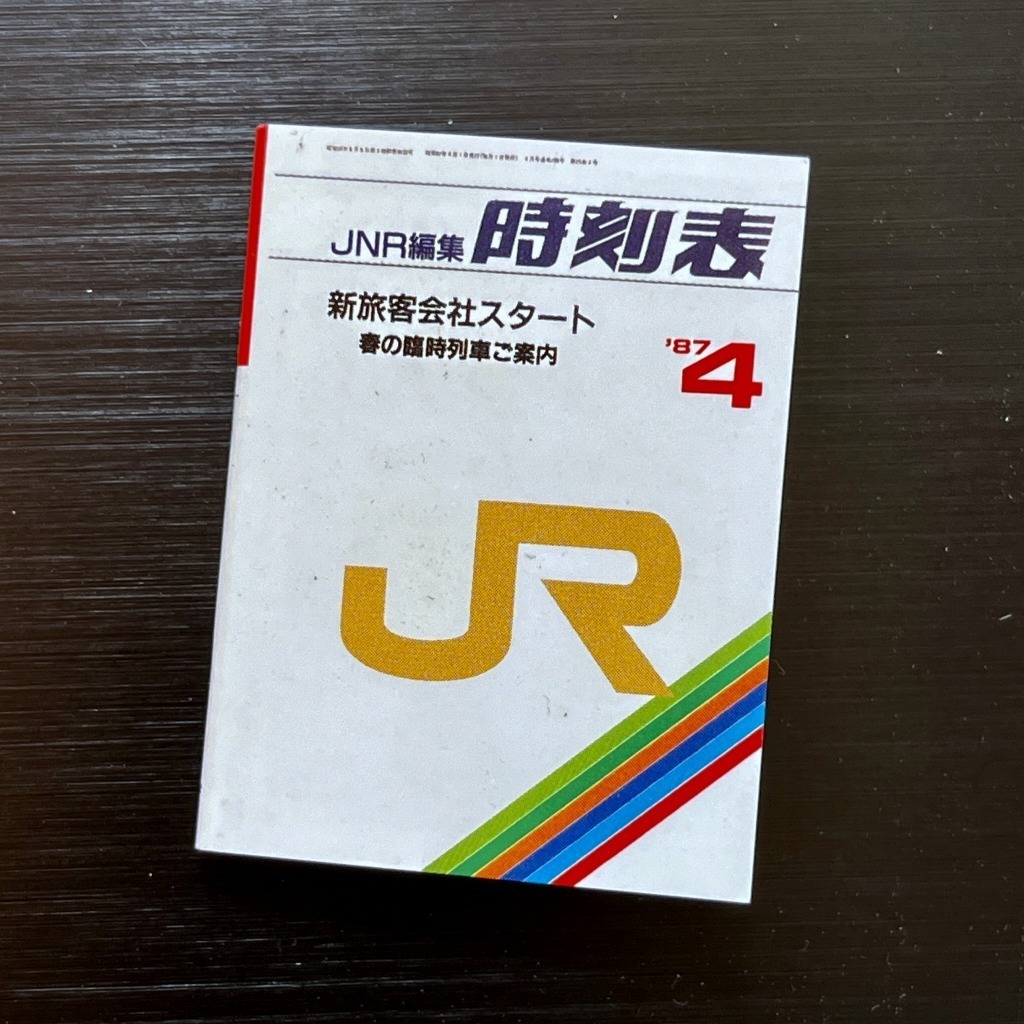 JNR編集 時刻表
新旅客会社スタート
春の臨時列車ご案内
'87 4
JR